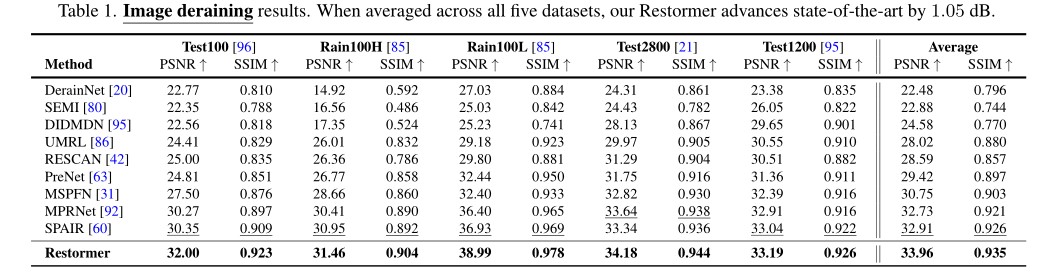 Table 1. Image deraining results. When averaged across all five datasets, our Restormer advances state-of-the-art by 1.05 dB.
Test100 [96] Rain100H [85] Rain100L [85] Test2800 [21] Test1200 [95] Average
Method PSNR ↑ SSIM ↑ PSNR ↑ SSIM ↑ PSNR ↑ SSIM ↑ PSNR ↑ SSIM ↑ PSNR ↑ SSIM ↑ PSNR ↑ SSIM ↑
DerainNet [20] 22.77 0.810 14.92 0.592 27.03 0.884 24.31 0.861 23.38 0.835 22.48 0.796
SEMI [80] 22.35 0.788 16.56 0.486 25.03 0.842 24.43 0.782 26.05 0.822 22.88 0.744
DIDMDN [95] 22.56 0.818 17.35 0.524 25.23 0.741 28.13 0.867 29.65 0.901 24.58 0.770
UMRL [86] 24.41 0.829 26.01 0.832 29.18 0.923 29.97 0.905 30.55 0.910 28.02 0.880
RESCAN [42] 25.00 0.835 26.36 0.786 29.80 0.881 31.29 0.904 30.51 0.882 28.59 0.857
PreNet [63] 24.81 0.851 26.77 0.858 32.44 0.950 31.75 0.916 31.36 0.911 29.42 0.897
MSPFN [31] 27.50 0.876 28.66 0.860 32.40 0.933 32.82 0.930 32.39 0.916 30.75 0.903
MPRNet [92] 30.27 0.897 30.41 0.890 36.40 0.965 33.64 0.938 32.91 0.916 32.73 0.921
SPAIR [60] 30.35 0.909 30.95 0.892 36.93 0.969 33.34 0.936 33.04 0.922 32.91 0.926
Restormer 32.00 0.923 31.46 0.904 38.99 0.978 34.18 0.944 33.19 0.926 33.96 0.935